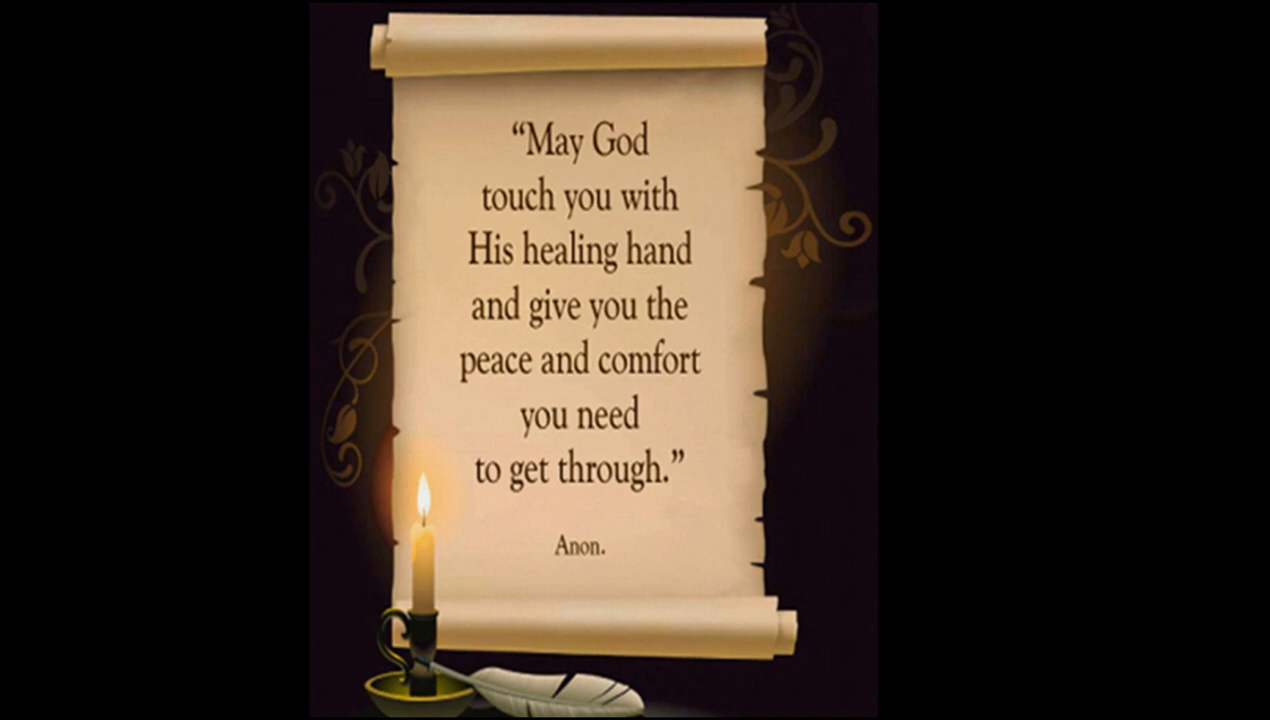 “May God
touch you with
His healing hand
and give you the
peace and comfort
you need
to get through.”
Anon.